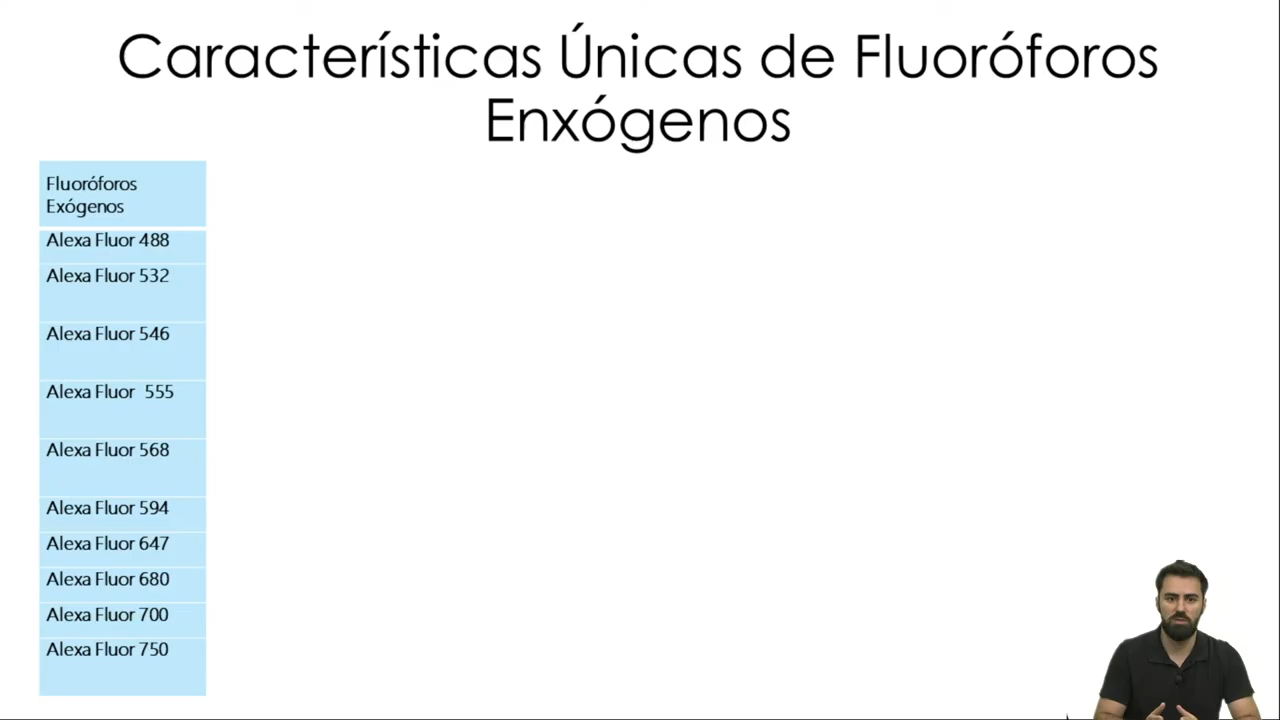 Características Únicas de Fluoróforos
Enxógenos
Fluoróforos
Exógenos
Alexa Fluor 488
Alexa Fluor 532
Alexa Fluor 546
Alexa Fluor  555
Alexa Fluor 568
Alexa Fluor 594
Alexa Fluor 647
Alexa Fluor 680
Alexa Fluor 700
Alexa Fluor 750